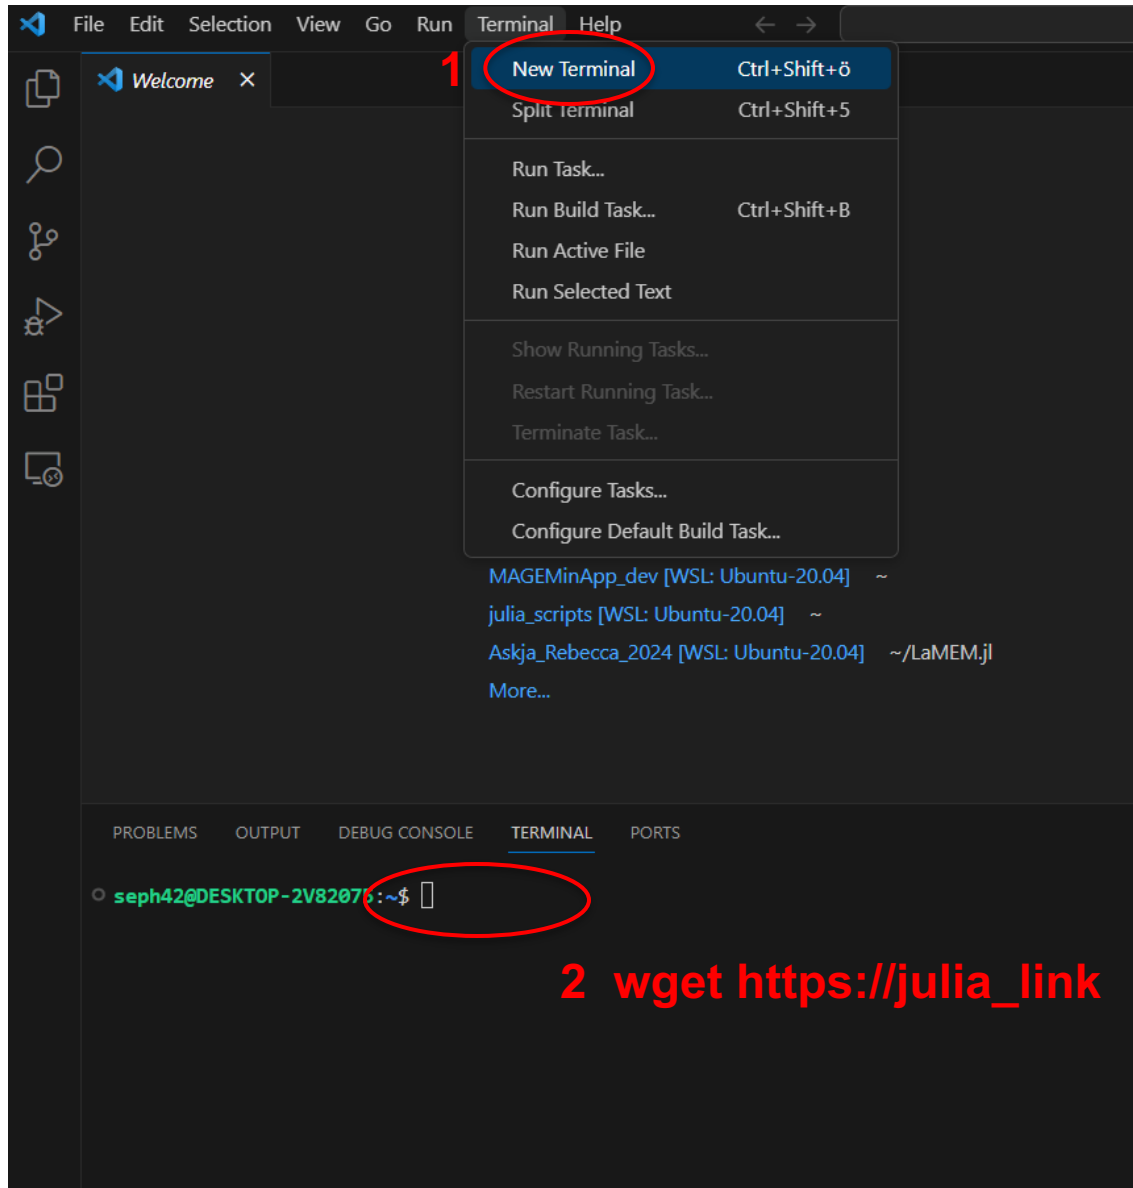 File Edit Selection View Go Run Terminal Help
Welcome
1 New Terminal Ctrl+Shift+ö
Split Terminal Ctrl+Shift+5
Run Task...
Run Build Task... Ctrl+Shift+B
Run Active File
Run Selected Text
Show Running Tasks...
Restart Running Task...
Terminate Task...
Configure Tasks...
Configure Default Build Task...
MAGEMinApp_dev [WSL: Ubuntu-20.04] ~
julia_scripts [WSL: Ubuntu-20.04] ~
Askja_Rebecca_2024 [WSL: Ubuntu-20.04] ~/LaMEM.jl
More...
PROBLEMS OUTPUT DEBUG CONSOLE TERMINAL PORTS
seph42@DESKTOP-2V82075:~$
2 wget https://julia_link